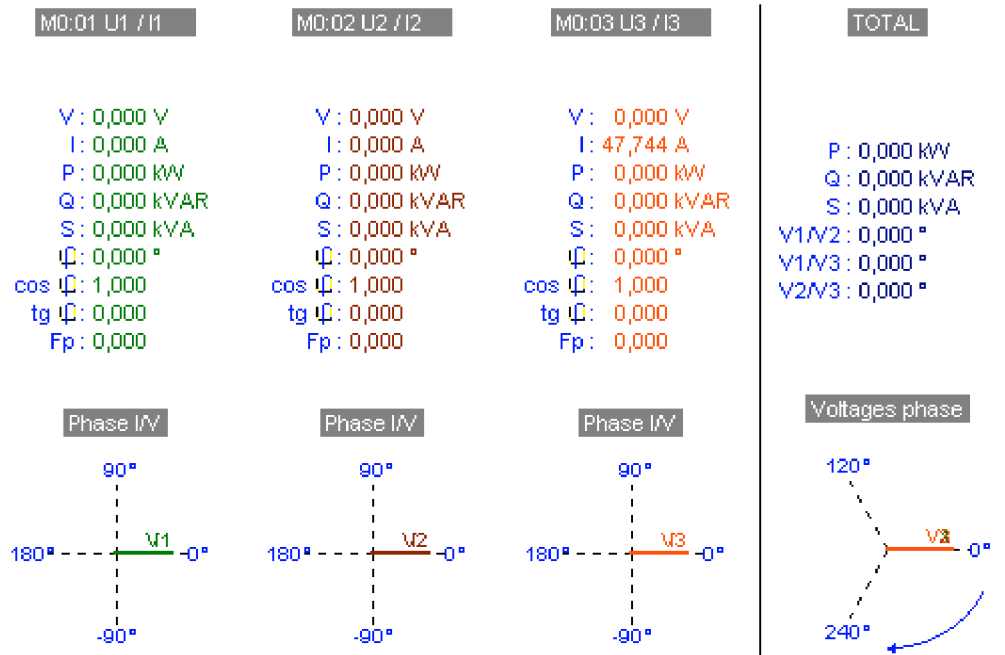 M0:01 U1 / I1
V : 0,000 V
I : 0,000 A
P : 0,000 kW
Q : 0,000 kVAR
S : 0,000 kVA
φ : 0,000 °
cos φ : 1,000
tg φ : 0,000
Fp : 0,000
Phase I/V
90°
180°
V1
0°
-90°
M0:02 U2 / I2
V : 0,000 V
I : 0,000 A
P : 0,000 kW
Q : 0,000 kVAR
S : 0,000 kVA
φ : 0,000 °
cos φ : 1,000
tg φ : 0,000
Fp : 0,000
Phase I/V
90°
180°
V2
0°
-90°
M0:03 U3 / I3
V : 0,000 V
I : 47,744 A
P : 0,000 kW
Q : 0,000 kVAR
S : 0,000 kVA
φ : 0,000 °
cos φ : 1,000
tg φ : 0,000
Fp : 0,000
Phase I/V
90°
180°
V3
0°
-90°
TOTAL
P : 0,000 kW
Q : 0,000 kVAR
S : 0,000 kVA
V1/V2 : 0,000 °
V1/V3 : 0,000 °
V2/V3 : 0,000 °
Voltages phase
120°
0°
240°